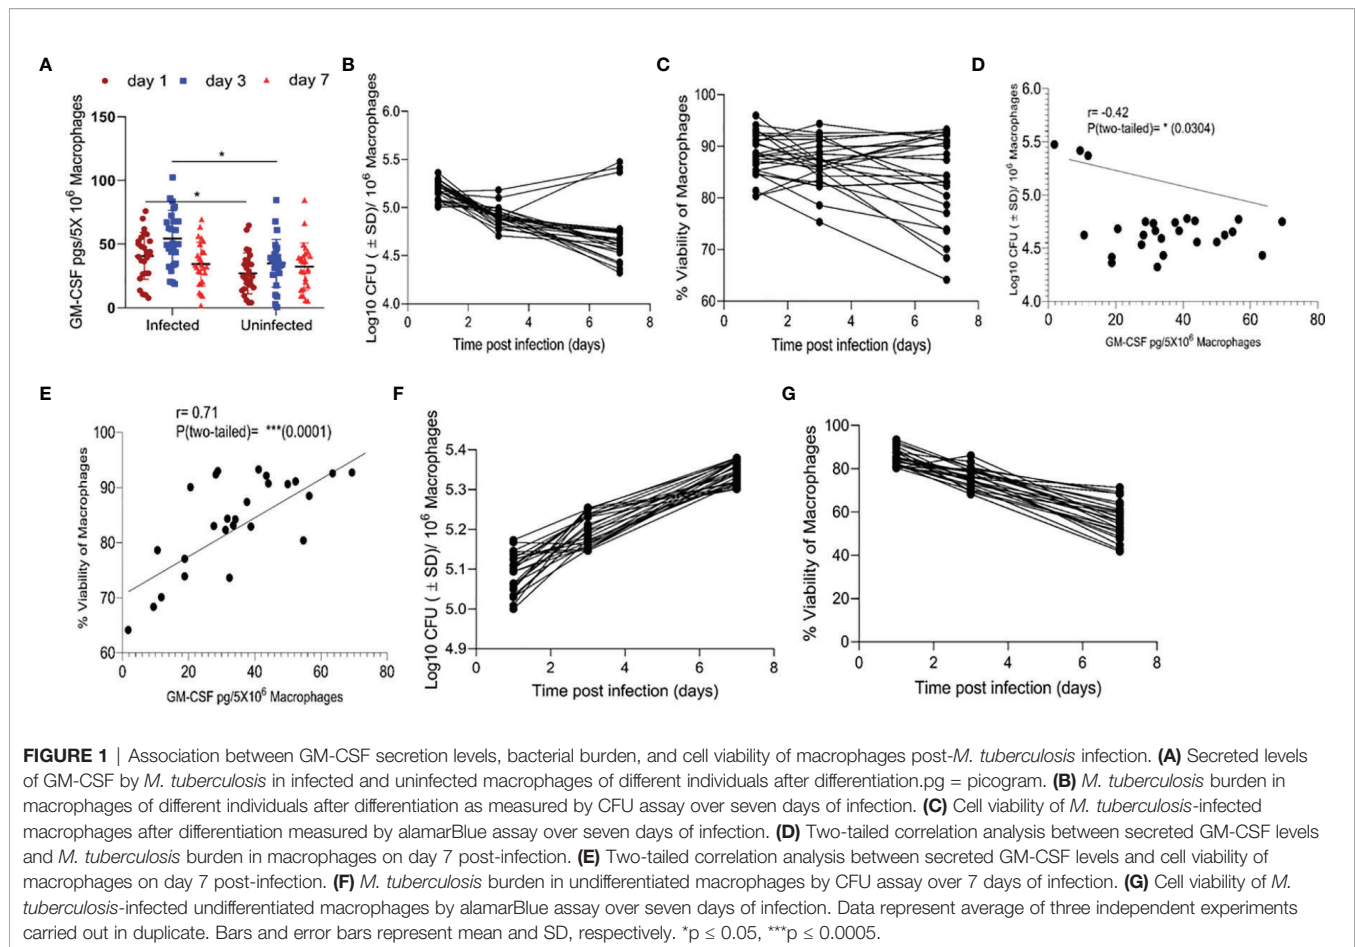 A
day 1 day 3 day 7
GM-CSF pgs/5X 10⁶ Macrophages
150
100
50
0
*
*
Infected Uninfected
B
Log10 CFU ( ± SD)/ 10⁶ Macrophages
6.0
5.5
5.0
4.5
4.0
0 2 4 6 8
Time post infection (days)
C
% Viability of Macrophages
100
90
80
70
60
0 2 4 6 8
Time post infection (days)
D
r= -0.42
P(two-tailed)= * (0.0304)
Log10 CFU ( ± SD)/ 10⁶ Macrophages
6.0
5.5
5.0
4.5
4.0
0 20 40 60 80
GM-CSF pg/5X10⁶ Macrophages
E
r= 0.71
P(two-tailed)= ***(0.0001)
% Viability of Macrophages
100
90
80
70
60
0 20 40 60 80
GM-CSF pg/5X10⁶ Macrophages
F
Log10 CFU ( ± SD)/ 10⁶ Macrophages
5.4
5.3
5.2
5.1
5.0
4.9
0 2 4 6 8
Time post infection (days)
G
% Viability of Macrophages
100
80
60
40
20
0
0 2 4 6 8
Time post infection (days)
FIGURE 1 | Association between GM-CSF secretion levels, bacterial burden, and cell viability of macrophages post-M. tuberculosis infection. (A) Secreted levels
of GM-CSF by M. tuberculosis in infected and uninfected macrophages of different individuals after differentiation.pg = picogram. (B) M. tuberculosis burden in
macrophages of different individuals after differentiation as measured by CFU assay over seven days of infection. (C) Cell viability of M. tuberculosis-infected
macrophages after differentiation measured by alamarBlue assay over seven days of infection. (D) Two-tailed correlation analysis between secreted GM-CSF levels
and M. tuberculosis burden in macrophages on day 7 post-infection. (E) Two-tailed correlation analysis between secreted GM-CSF levels and cell viability of
macrophages on day 7 post-infection. (F) M. tuberculosis burden in undifferentiated macrophages by CFU assay over 7 days of infection. (G) Cell viability of M.
tuberculosis-infected undifferentiated macrophages by alamarBlue assay over seven days of infection. Data represent average of three independent experiments
carried out in duplicate. Bars and error bars represent mean and SD, respectively. *p ≤ 0.05, ***p ≤ 0.0005.